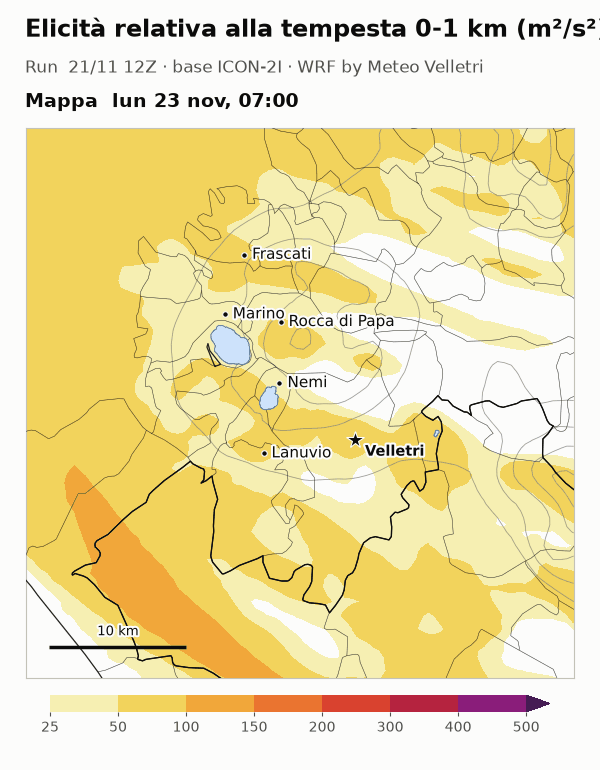 Elicità relativa alla tempesta 0-1 km (m²/s²)
Run  21/11 12Z · base ICON-2I · WRF by Meteo Velletri
Mappa  lun 23 nov, 07:00
Frascati
Marino
Rocca di Papa
Nemi
Velletri
Lanuvio
10 km
25 50 100 150 200 300 400 500